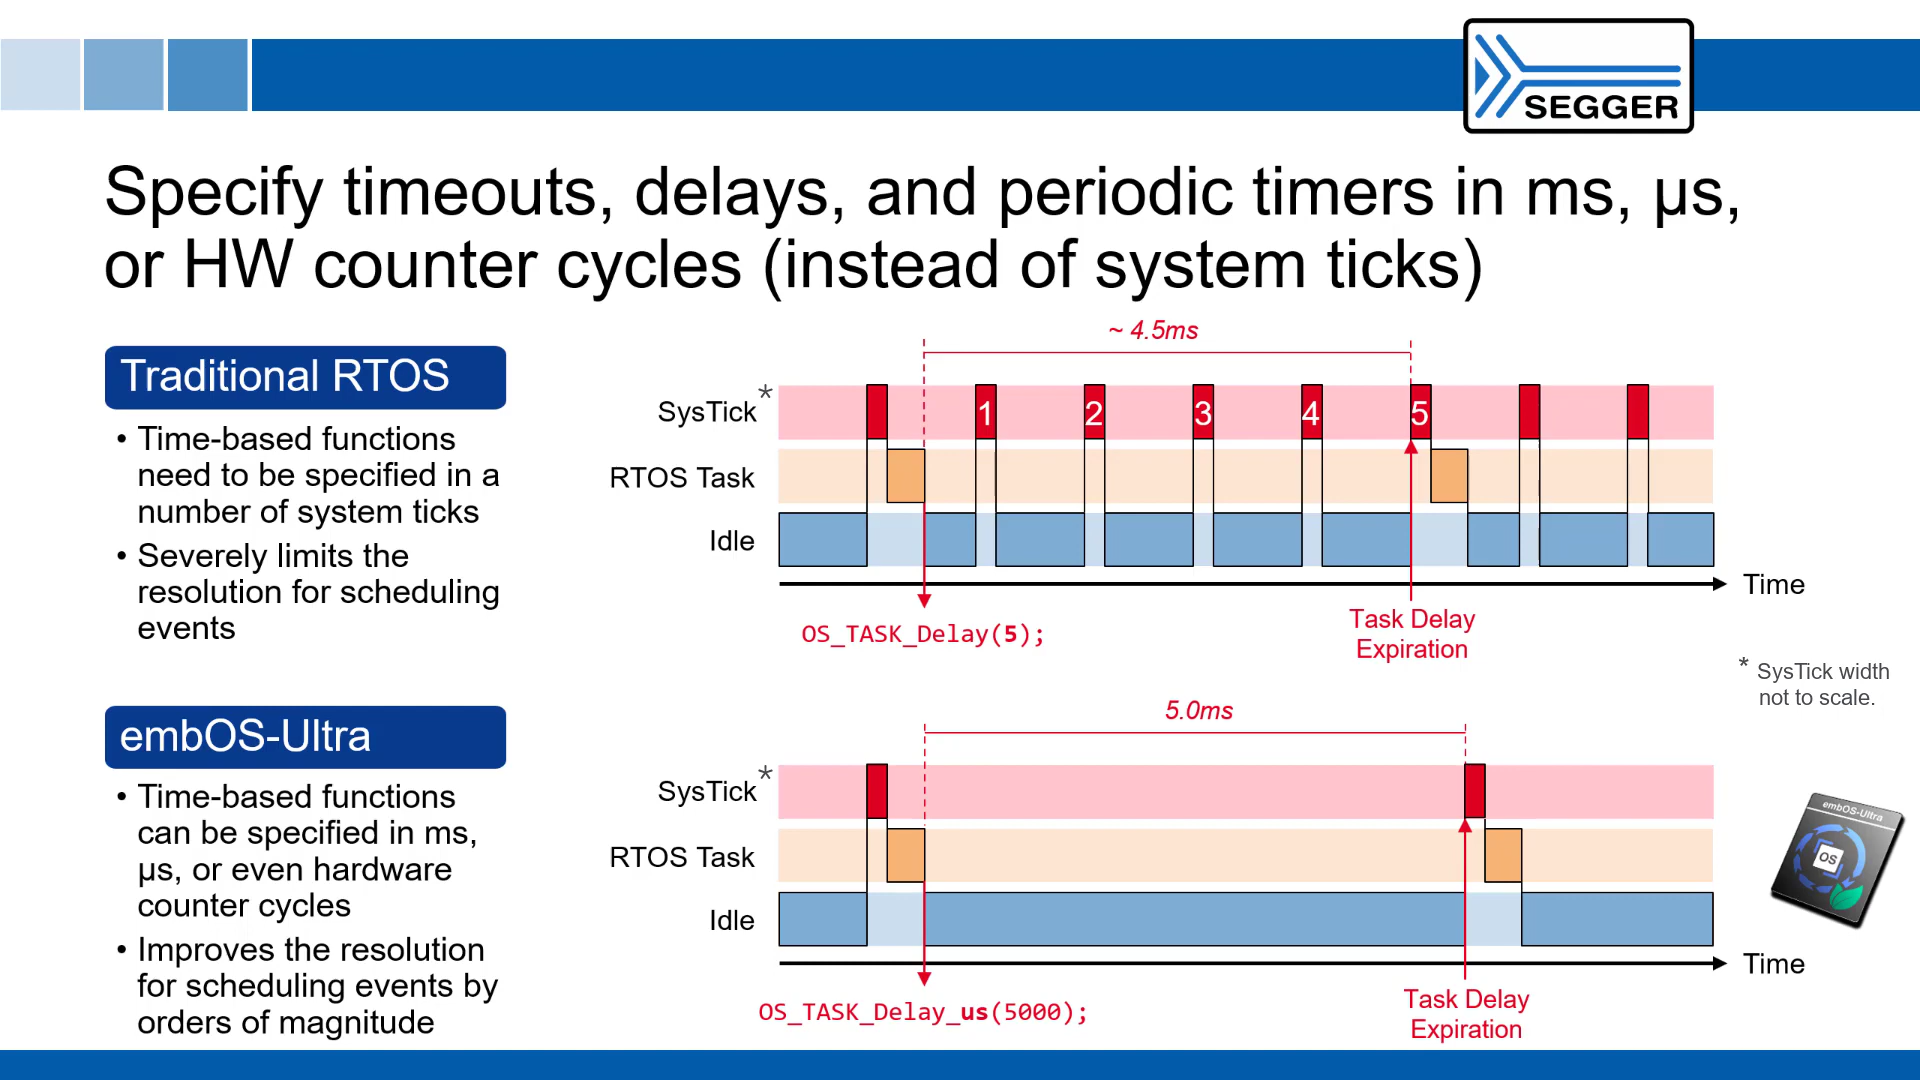 SEGGER
Specify timeouts, delays, and periodic timers in ms, µs,
or HW counter cycles (instead of system ticks)
Traditional RTOS
• Time-based functions
need to be specified in a
number of system ticks
• Severely limits the
resolution for scheduling
events
~ 4.5ms
SysTick*
1 2 3 4 5
RTOS Task
Idle
Time
OS_TASK_Delay(5);
Task Delay
Expiration
* SysTick width
not to scale.
embOS-Ultra
• Time-based functions
can be specified in ms,
µs, or even hardware
counter cycles
• Improves the resolution
for scheduling events by
orders of magnitude
5.0ms
SysTick*
RTOS Task
Idle
Time
OS_TASK_Delay_us(5000);
Task Delay
Expiration
embOS-Ultra
OS